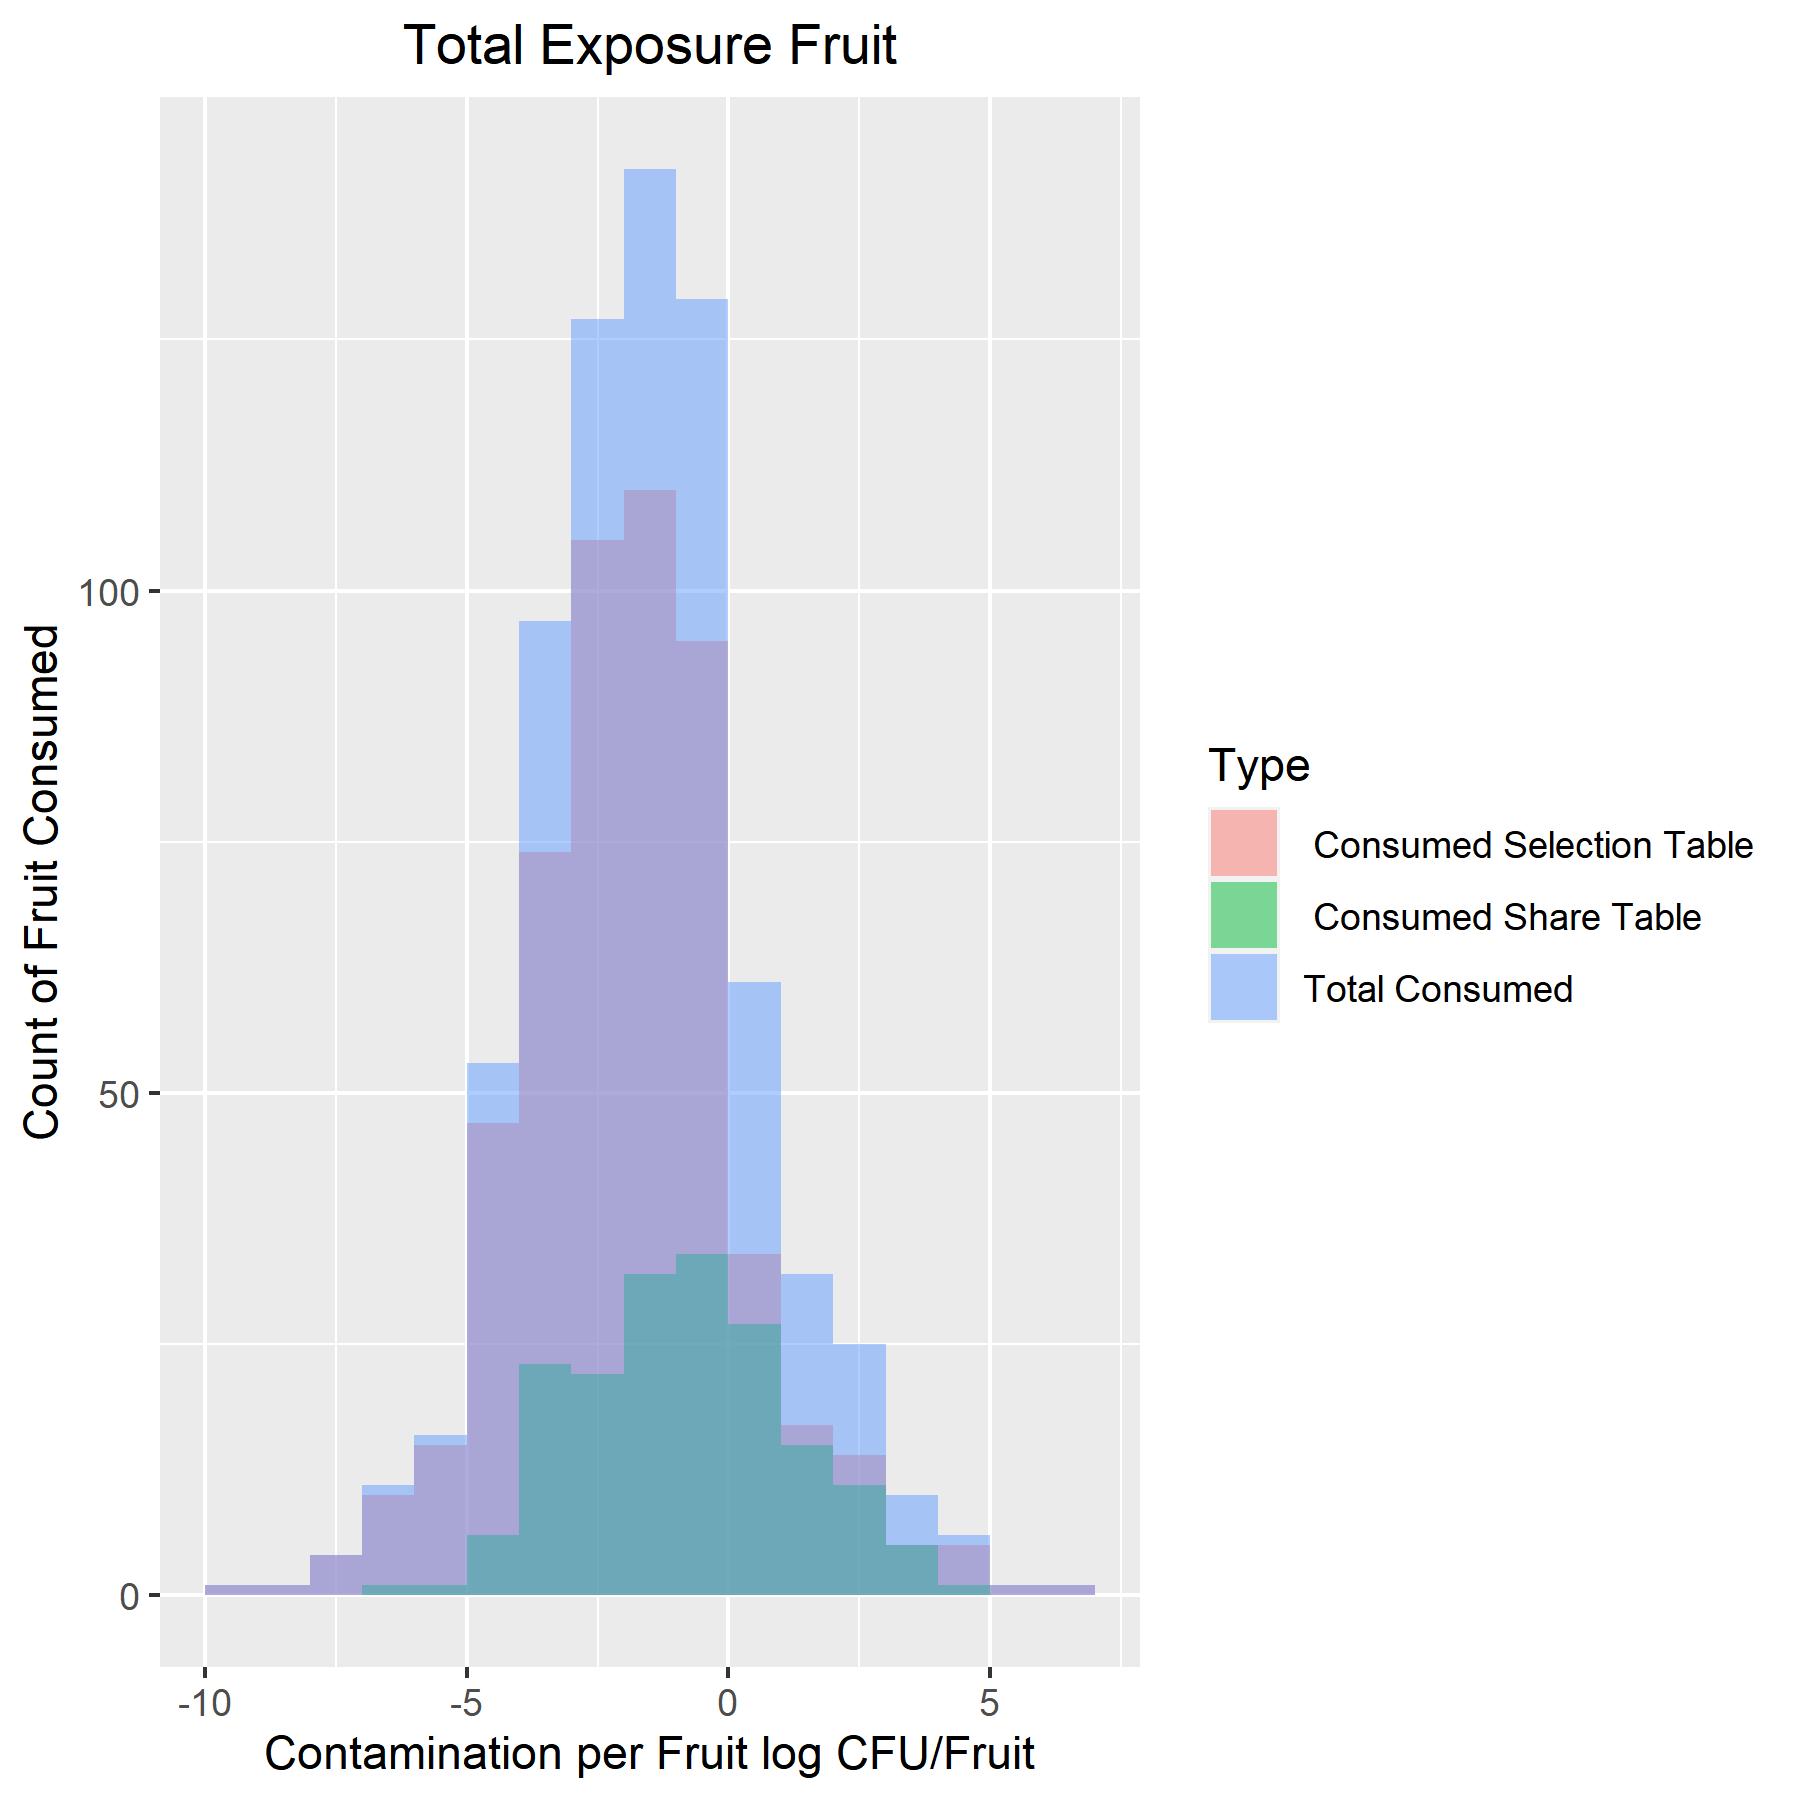 Total Exposure Fruit
Count of Fruit Consumed
100
50
0
-10
-5
0
5
Contamination per Fruit log CFU/Fruit
Type
Consumed Selection Table
Consumed Share Table
Total Consumed